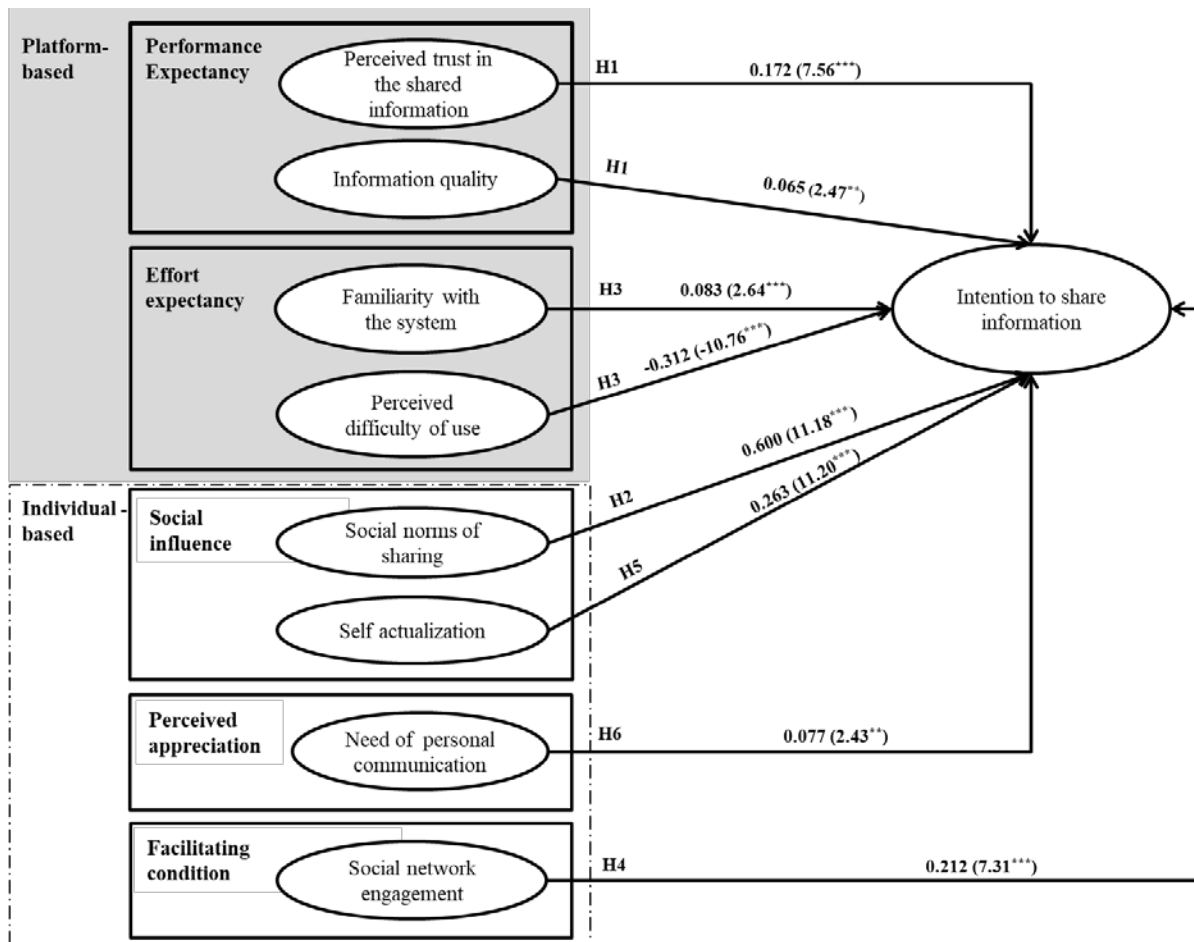 Platform-
based
Performance
Expectancy
Perceived trust in
the shared
information
H1
0.172 (7.56***)
Information quality
H1
0.065 (2.47**)
Effort
expectancy
Familiarity with
the system
H3
0.083 (2.64***)
Intention to share
information
Perceived
difficulty of use
H3
-0.312 (-10.76***)
Individual -
based
Social
influence
Social norms of
sharing
H2
0.600 (11.18***)
Self actualization
H5
0.263 (11.20***)
Perceived
appreciation
Need of personal
communication
H6
0.077 (2.43**)
Facilitating
condition
Social network
engagement
H4
0.212 (7.31***)